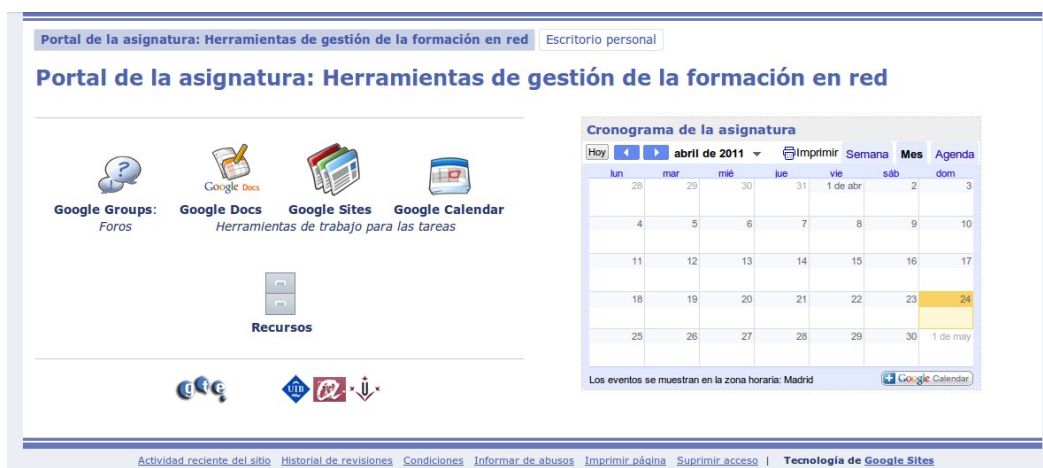 Portal de la asignatura: Herramientas de gestión de la formación en red Escritorio personal
Portal de la asignatura: Herramientas de gestión de la formación en red
Google Docs
Google Groups: Google Docs Google Sites Google Calendar
Foros Herramientas de trabajo para las tareas
Recursos
gte UIB
Cronograma de la asignatura
Hoy abril de 2011 Imprimir Semana Mes Agenda
lun mar mié jue vie sáb dom
28 29 30 31 1 de abr 2 3
4 5 6 7 8 9 10
11 12 13 14 15 16 17
18 19 20 21 22 23 24
25 26 27 28 29 30 1 de may
Los eventos se muestran en la zona horaria: Madrid Google Calendar
Actividad reciente del sitio Historial de revisiones Condiciones Informar de abusos Imprimir página Suprimir acceso | Tecnología de Google Sites